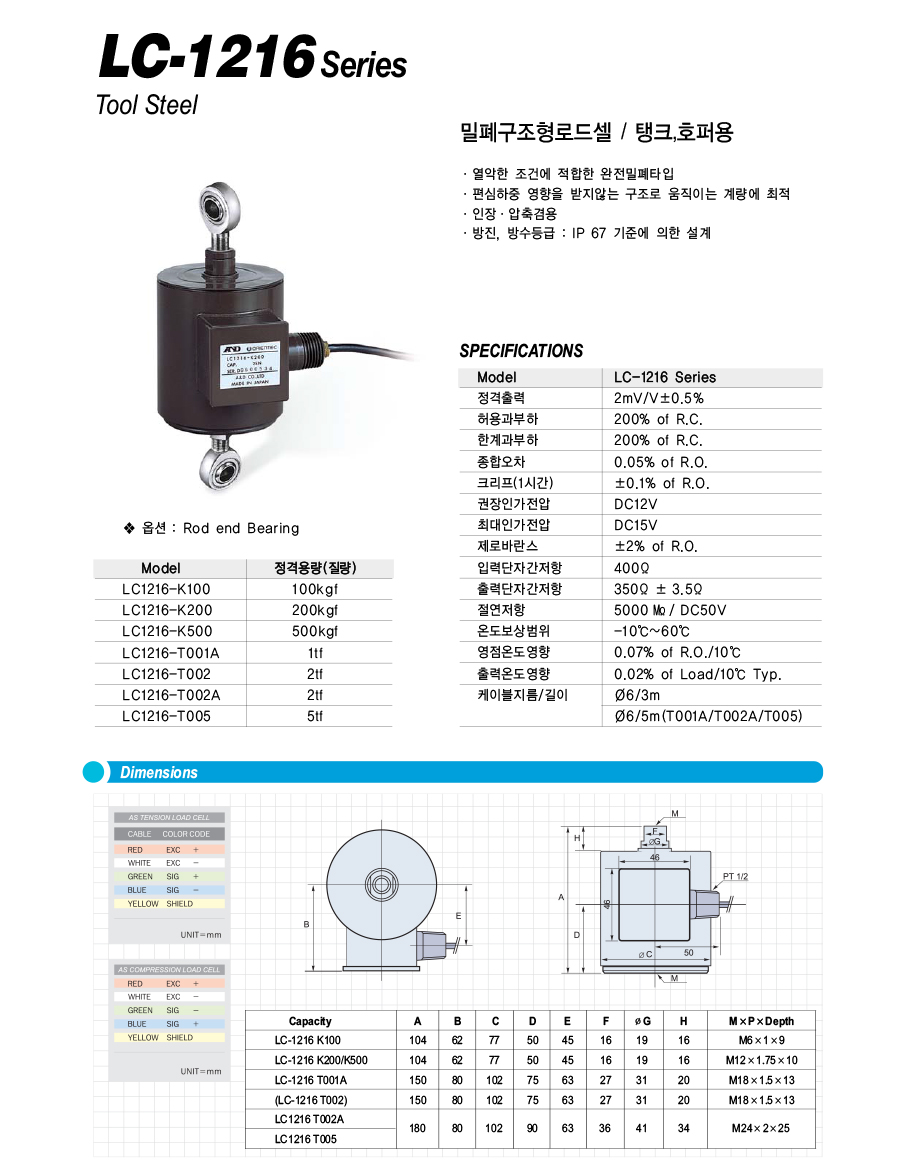 LC-1216 Series
Tool Steel
밀폐구조형로드셀 / 탱크,호퍼용
· 열악한 조건에 적합한 완전밀폐타입
· 편심하중 영향을 받지않는 구조로 움직이는 계량에 최적
· 인장 · 압축겸용
· 방진, 방수등급 : IP 67 기준에 의한 설계
AND ORIENTEC
LC1216-K200
CAP.
A&D CO.,LTD
MADE IN JAPAN
❖ 옵션 : Rod end Bearing
Model 정격용량(질량)
LC1216-K100 100kgf
LC1216-K200 200kgf
LC1216-K500 500kgf
LC1216-T001A 1tf
LC1216-T002 2tf
LC1216-T002A 2tf
LC1216-T005 5tf
SPECIFICATIONS
Model LC-1216 Series
정격출력 2mV/V±0.5%
허용과부하 200% of R.C.
한계과부하 200% of R.C.
종합오차 0.05% of R.O.
크리프(1시간) ±0.1% of R.O.
권장인가전압 DC12V
최대인가전압 DC15V
제로바란스 ±2% of R.O.
입력단자간저항 400Ω
출력단자간저항 350Ω ± 3.5Ω
절연저항 5000 ㏁ / DC50V
온도보상범위 -10℃~60℃
영점온도영향 0.07% of R.O./10℃
출력온도영향 0.02% of Load/10℃ Typ.
케이블지름/길이 Ø6/3m
Ø6/5m(T001A/T002A/T005)
Dimensions
AS TENSION LOAD CELL
CABLE COLOR CODE
RED EXC +
WHITE EXC −
GREEN SIG +
BLUE SIG −
YELLOW SHIELD
UNIT=mm
AS COMPRESSION LOAD CELL
RED EXC +
WHITE EXC −
GREEN SIG −
BLUE SIG +
YELLOW SHIELD
UNIT=mm
B
E
M
H
F
ØG
46
PT 1/2
A
46
D
ØC
50
M
Capacity A B C D E F ØG H M×P×Depth
LC-1216 K100 104 62 77 50 45 16 19 16 M6×1×9
LC-1216 K200/K500 104 62 77 50 45 16 19 16 M12×1.75×10
LC-1216 T001A 150 80 102 75 63 27 31 20 M18×1.5×13
(LC-1216 T002) 150 80 102 75 63 27 31 20 M18×1.5×13
LC1216 T002A 180 80 102 90 63 36 41 34 M24×2×25
LC1216 T005